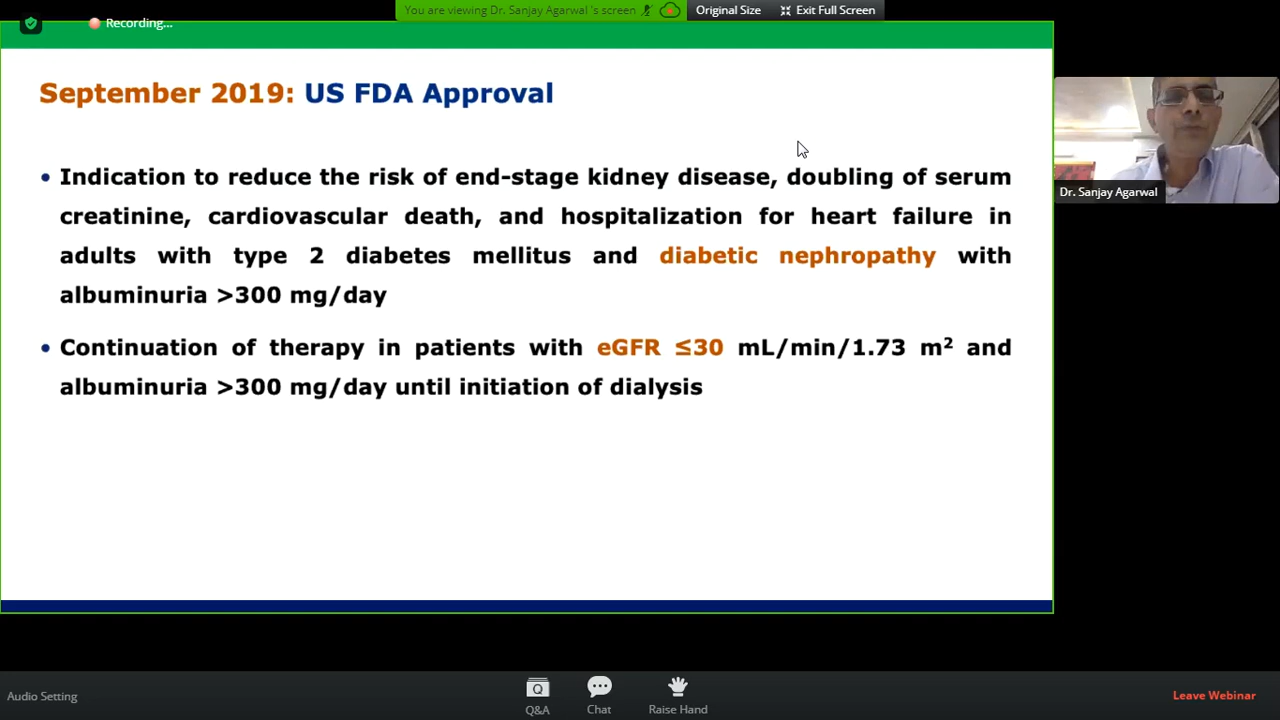 You are viewing Dr. Sanjay Agarwal 's screen
Original Size
Exit Full Screen
Recording...
September 2019: US FDA Approval
• Indication to reduce the risk of end-stage kidney disease, doubling of serum
creatinine, cardiovascular death, and hospitalization for heart failure in
adults with type 2 diabetes mellitus and diabetic nephropathy with
albuminuria >300 mg/day
• Continuation of therapy in patients with eGFR ≤30 mL/min/1.73 m² and
albuminuria >300 mg/day until initiation of dialysis
Dr. Sanjay Agarwal
Audio Setting
Q&A
Chat
Raise Hand
Leave Webinar